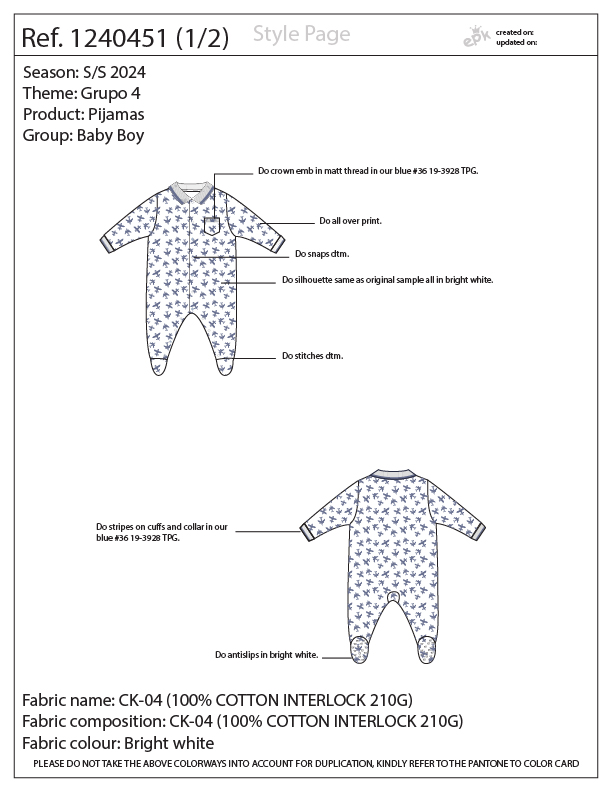 Ref. 1240451 (1/2)
Style Page
epk
created on:
updated on:
Season: S/S 2024
Theme: Grupo 4
Product: Pijamas
Group: Baby Boy
Do crown emb in matt thread in our blue #36 19-3928 TPG.
Do all over print.
Do snaps dtm.
Do silhouette same as original sample all in bright white.
Do stitches dtm.
Do stripes on cuffs and collar in our
blue #36 19-3928 TPG.
Do antislips in bright white.
Fabric name: CK-04 (100% COTTON INTERLOCK 210G)
Fabric composition: CK-04 (100% COTTON INTERLOCK 210G)
Fabric colour: Bright white
PLEASE DO NOT TAKE THE ABOVE COLORWAYS INTO ACCOUNT FOR DUPLICATION, KINDLY REFER TO THE PANTONE TO COLOR CARD